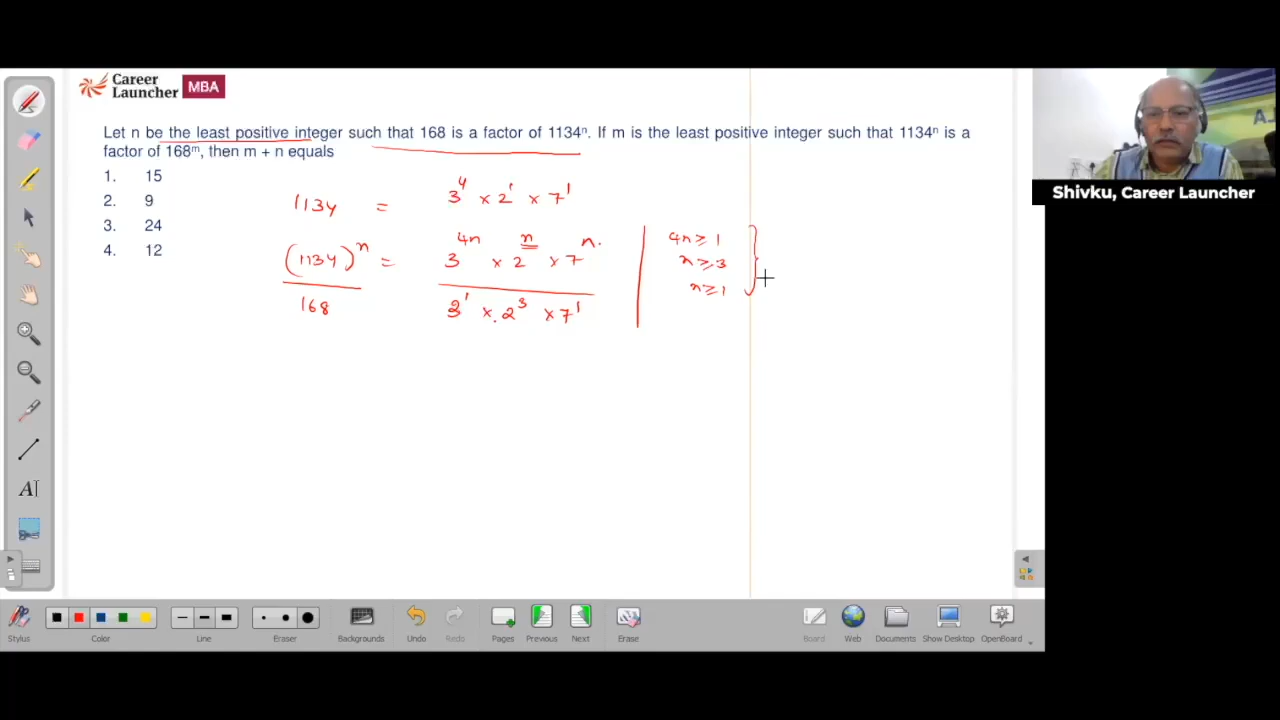 Career
Launcher MBA
Let n be the least positive integer such that 168 is a factor of 1134ⁿ. If m is the least positive integer such that 1134ⁿ is a
factor of 168ᵐ, then m + n equals
1. 15
2. 9
3. 24
4. 12
1134 = 3⁴ × 2¹ × 7¹
(1134)ⁿ = 3⁴ⁿ × 2ⁿ × 7ⁿ.
168 3¹ × 2³ × 7¹
4n ≥ 1
n ≥ 3
n ≥ 1
Shivku, Career Launcher
AI
Stylus
Color
Line
Eraser
Backgrounds
Undo
Redo
Pages
Previous
Next
Erase
Board
Web
Documents
Show Desktop
OpenBoard